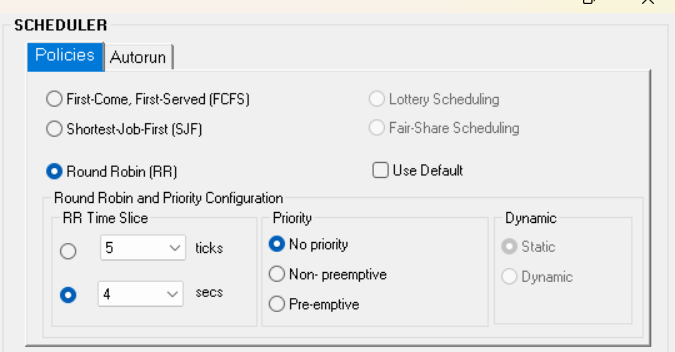 SCHEDULER
Policies Autorun
First-Come, First-Served (FCFS) Lottery Scheduling
Shortest-Job-First (SJF) Fair-Share Scheduling
Round Robin (RR) Use Default
Round Robin and Priority Configuration
RR Time Slice Priority Dynamic
5 ticks No priority Static
Non- preemptive Dynamic
4 secs
Pre-emptive